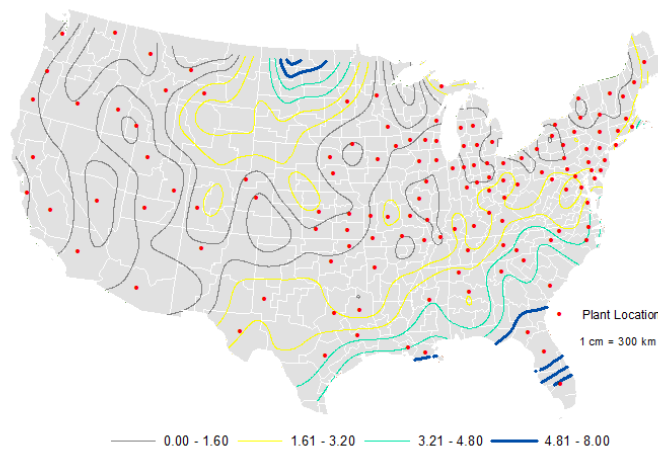 Plant Location
1 cm = 300 km
0.00 - 1.60 1.61 - 3.20 3.21 - 4.80 4.81 - 8.00